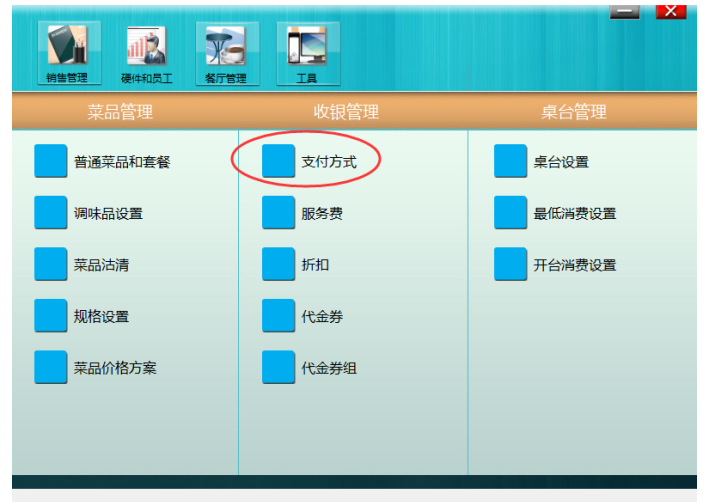 销售管理
硬件和员工
餐厅管理
工具
菜品管理
收银管理
桌台管理
普通菜品和套餐
支付方式
桌台设置
调味品设置
服务费
最低消费设置
菜品沽清
折扣
开台消费设置
规格设置
代金券
菜品价格方案
代金券组